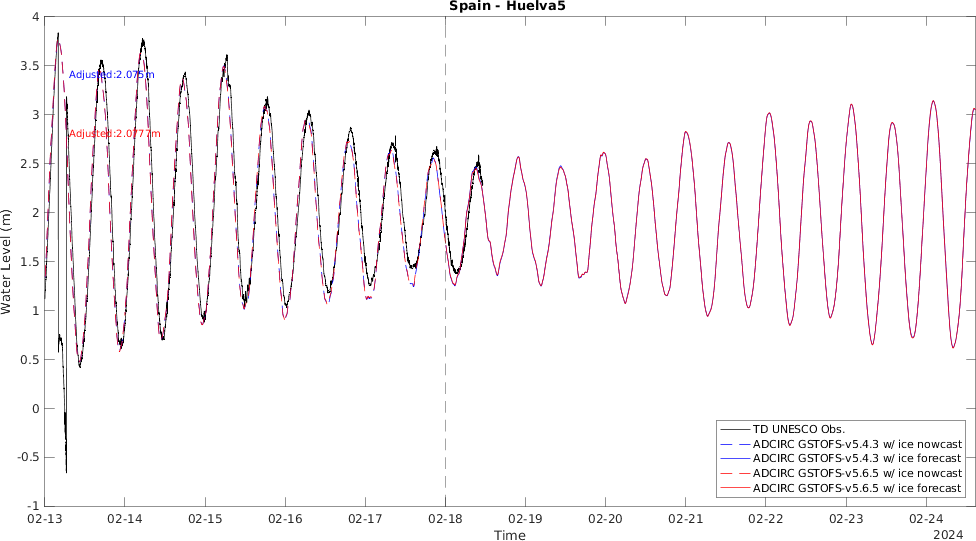 Spain - Huelva5
4
3.5
3
2.5
2
1.5
1
0.5
0
-0.5
-1
Water Level (m)
Adjusted:2.075m
Adjusted:2.0777m
TD UNESCO Obs.
ADCIRC GSTOFS-v5.4.3 w/ ice nowcast
ADCIRC GSTOFS-v5.4.3 w/ ice forecast
ADCIRC GSTOFS-v5.6.5 w/ ice nowcast
ADCIRC GSTOFS-v5.6.5 w/ ice forecast
02-13 02-14 02-15 02-16 02-17 02-18 02-19 02-20 02-21 02-22 02-23 02-24
Time
2024